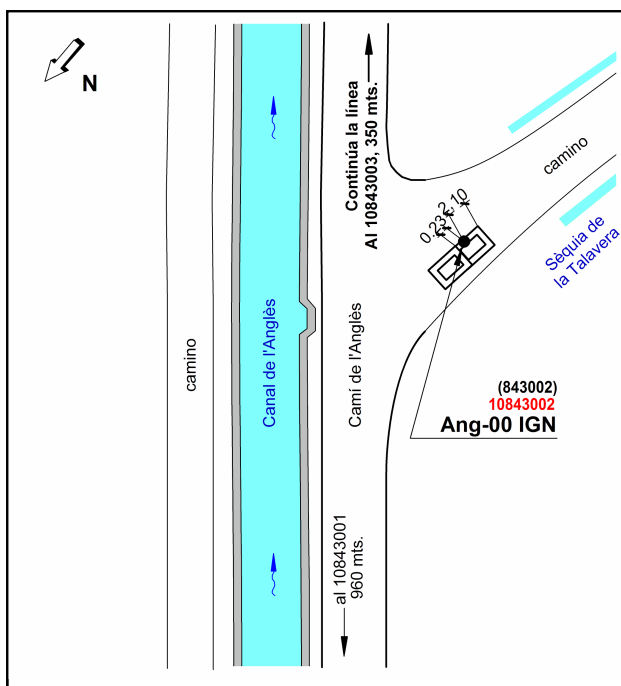 N
Continúa la línea
Al 10843003, 350 mts.
camino
Sèquia de
la Talavera
0.23
2.10
camino
Canal de l'Anglès
Camí de l'Anglès
(843002)
10843002
Ang-00 IGN
al 10843001
960 mts.